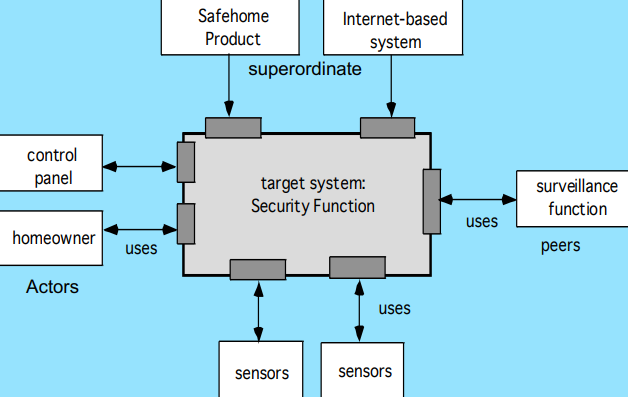 Safehome
Product
Internet-based
system
superordinate
control
panel
target system:
Security Function
surveillance
function
homeowner
uses
uses
peers
Actors
uses
sensors
sensors